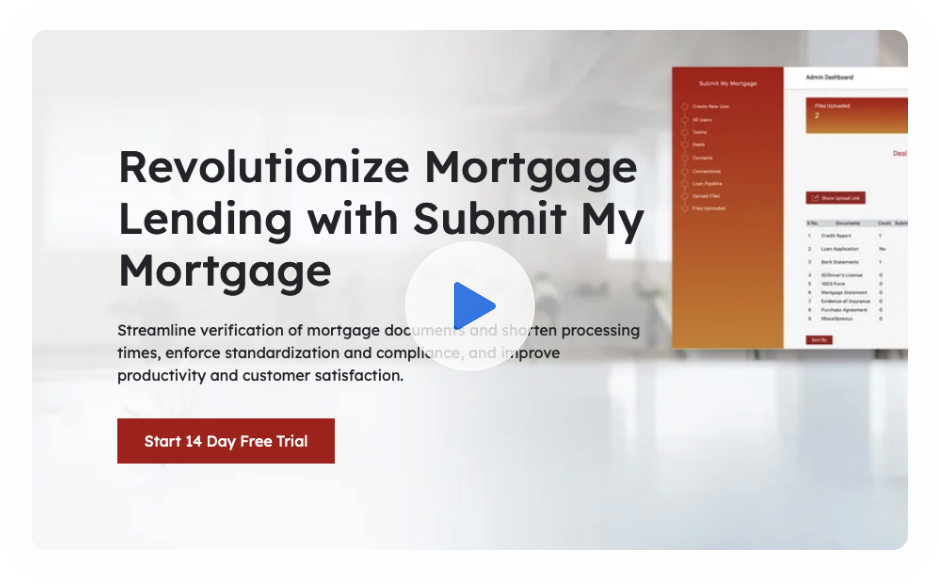 Revolutionize Mortgage
Lending with Submit My
Mortgage
Streamline verification of mortgage documents and shorten processing
times, enforce standardization and compliance, and improve
productivity and customer satisfaction.
Start 14 Day Free Trial
Submit My Mortgage
Create New User
All Users
Teams
Deals
Contacts
Connections
Loan Pipeline
Upload Files
Files Uploaded
Admin Dashboard
Files Uploaded
2
Deal
Share Upload Link
S No. Documents Count
1 Credit Report 1
2 Loan Application No
3 Bank Statements 1
4 ID/Driver's License 0
5 1003 Form 0
6 Mortgage Statement 0
7 Evidence of Insurance 0
8 Purchase Agreement 0
9 Miscellaneous 0
Sort By